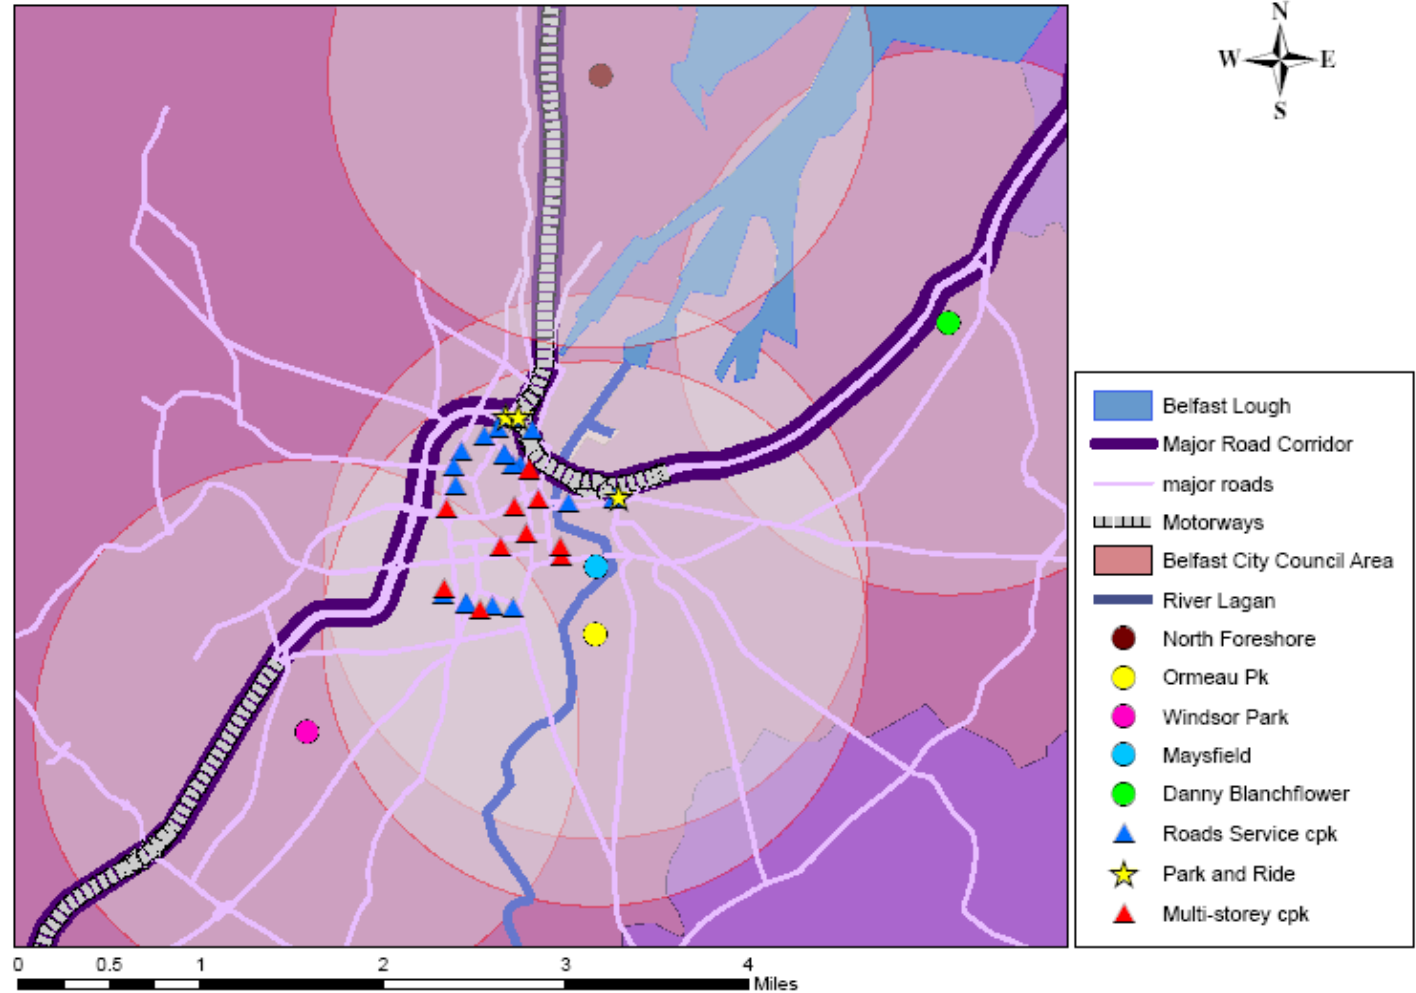 N
W E
S
Belfast Lough
Major Road Corridor
major roads
Motorways
Belfast City Council Area
River Lagan
North Foreshore
Ormeau Pk
Windsor Park
Maysfield
Danny Blanchflower
Roads Service cpk
Park and Ride
Multi-storey cpk
0 0.5 1 2 3 4
Miles